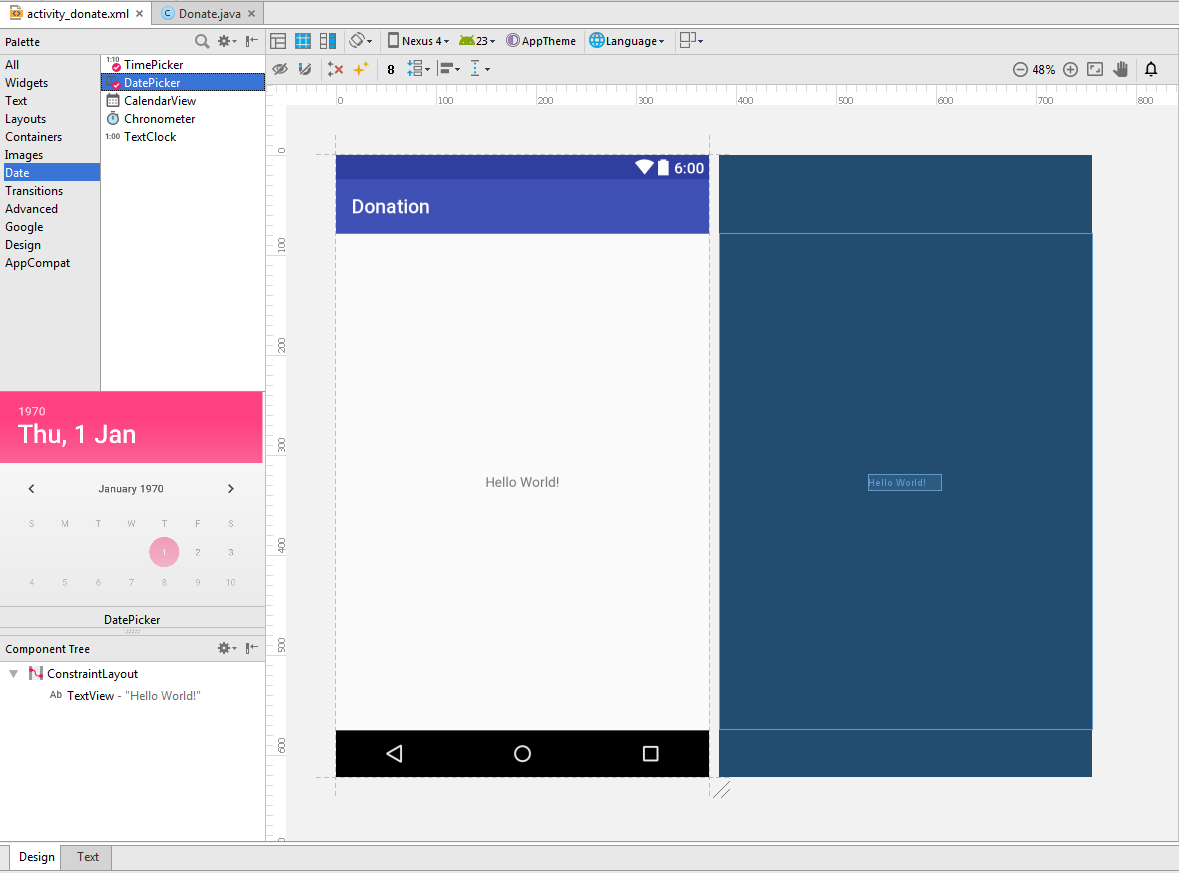 activity_donate.xml Donate.java
Palette
Nexus 4 23 AppTheme Language
All
Widgets
Text
Layouts
Containers
Images
Date
Transitions
Advanced
Google
Design
AppCompat
1:10 TimePicker
DatePicker
CalendarView
Chronometer
1:00 TextClock
8
48%
0 100 200 300 400 500 600 700 800
0
100
200
300
400
500
600
6:00
Donation
Hello World!
Hello World!
1970
Thu, 1 Jan
January 1970
S M T W T F S
1 2 3
4 5 6 7 8 9 10
DatePicker
Component Tree
ConstraintLayout
Ab TextView - "Hello World!"
Design Text